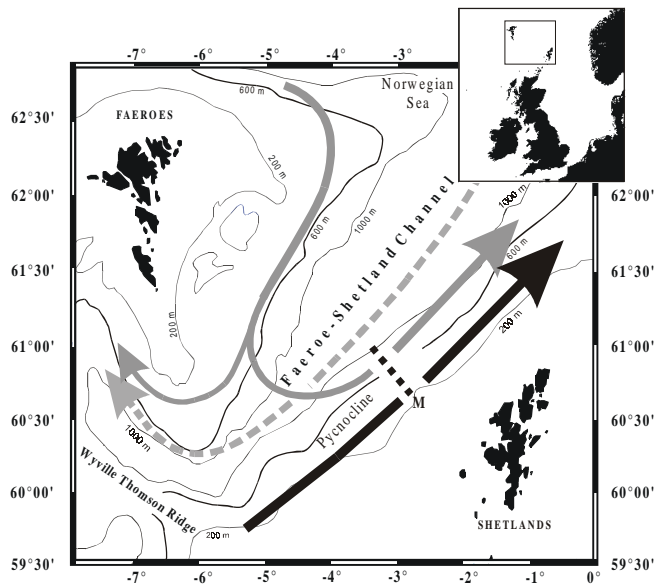 -7° -6° -5° -4° -3°
Norwegian
Sea
600 m
62°30'
FAEROES
200 m
62°00'
62°00'
1000 m
600 m
1000 m
Faeroe-Shetland Channel
600 m
61°30'
61°30'
200 m
200 m
61°00'
61°00'
M
Pycnocline
60°30'
60°30'
1000 m
Wyville Thomson Ridge
60°00'
60°00'
SHETLANDS
200 m
59°30'
59°30'
-7° -6° -5° -4° -3° -2° -1° 0°